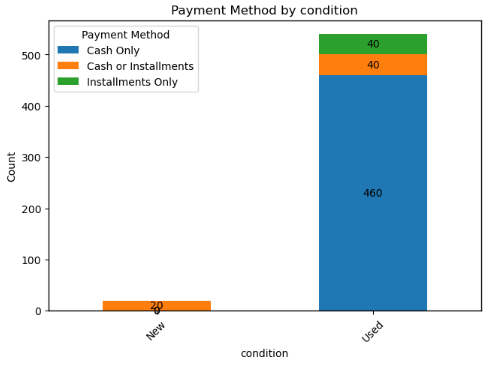 Payment Method by condition
Payment Method
Cash Only
Cash or Installments
Installments Only
500
400
300
200
100
0
Count
40
40
460
20
0
New
Used
condition